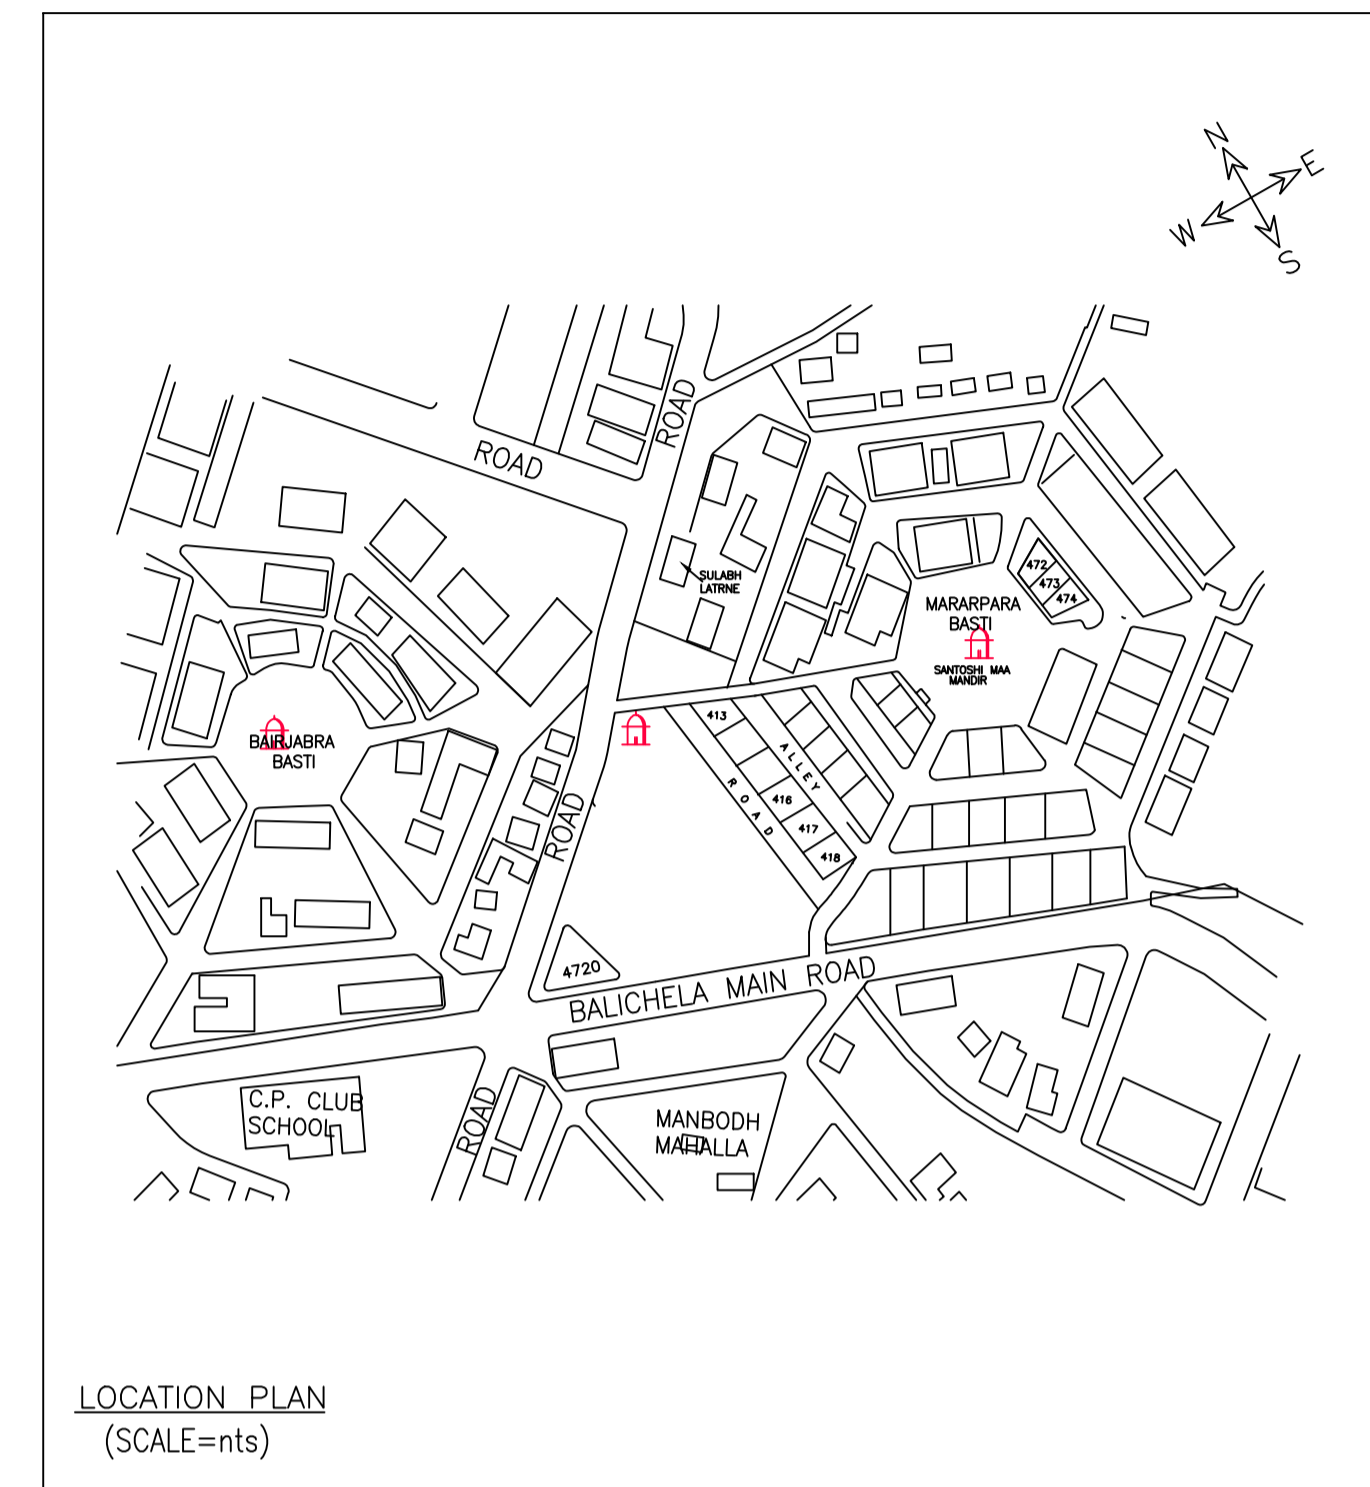 N
E
W
S
ROAD
ROAD
SULABH
LATRNE
472
473
474
MARARPARA
BASTI
SANTOSHI MAA
MANDIR
413
BAIRJABRA
BASTI
ALLEY
ROAD
416
417
418
ROAD
4720
BALICHELA MAIN ROAD
C.P. CLUB
SCHOOL
ROAD
MANBODH
MAHALLA
LOCATION PLAN
(SCALE=nts)